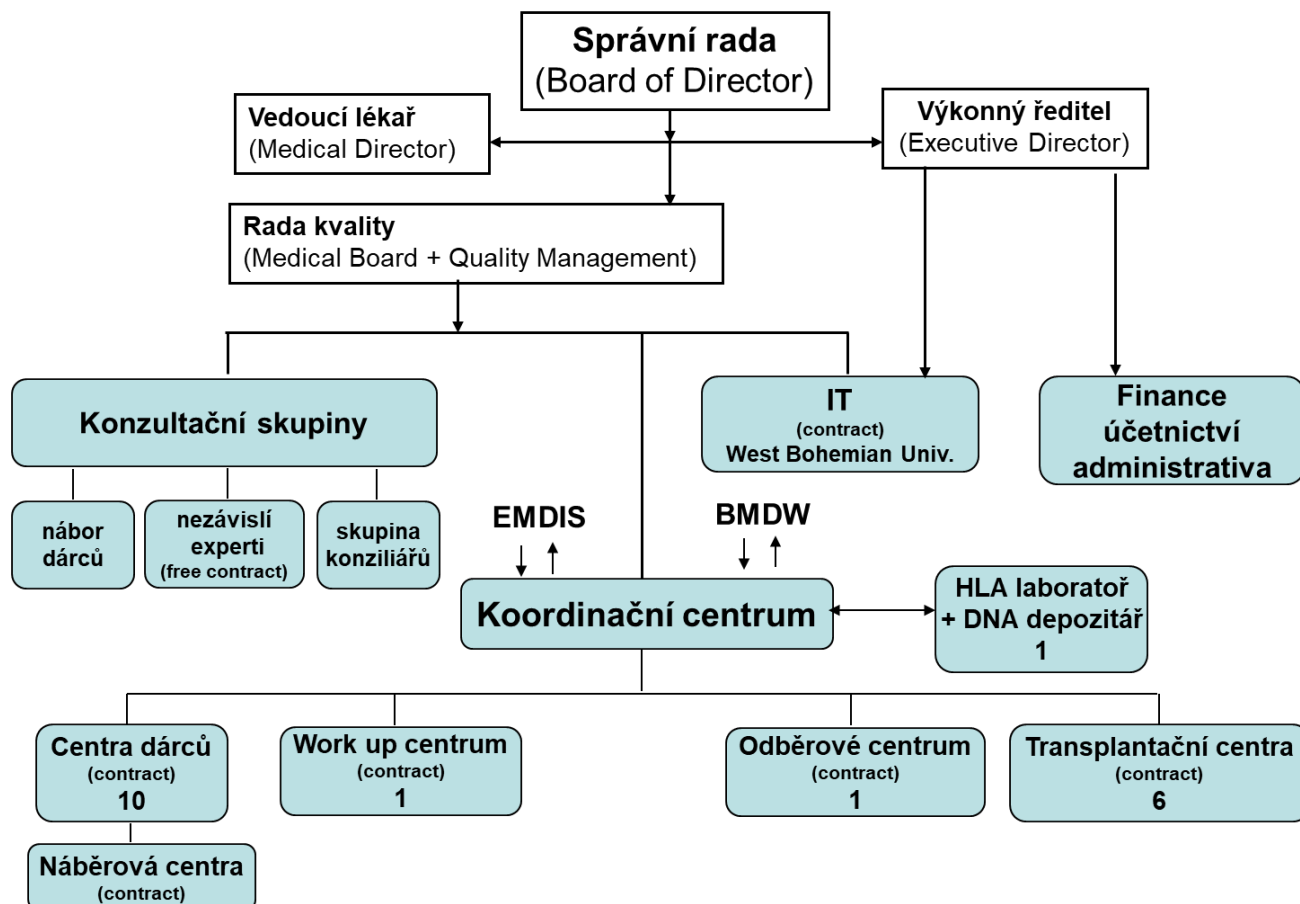 Správní rada
(Board of Director)
Vedoucí lékař
(Medical Director)
Výkonný ředitel
(Executive Director)
Rada kvality
(Medical Board + Quality Management)
Konzultační skupiny
IT
(contract)
West Bohemian Univ.
Finance
účetnictví
administrativa
nábor
dárců
nezávislí
experti
(free contract)
skupina
konziliářů
EMDIS
BMDW
Koordinační centrum
HLA laboratoř
+ DNA depozitář
1
Centra dárců
(contract)
10
Work up centrum
(contract)
1
Odběrové centrum
(contract)
1
Transplantační centra
(contract)
6
Náběrová centra
(contract)